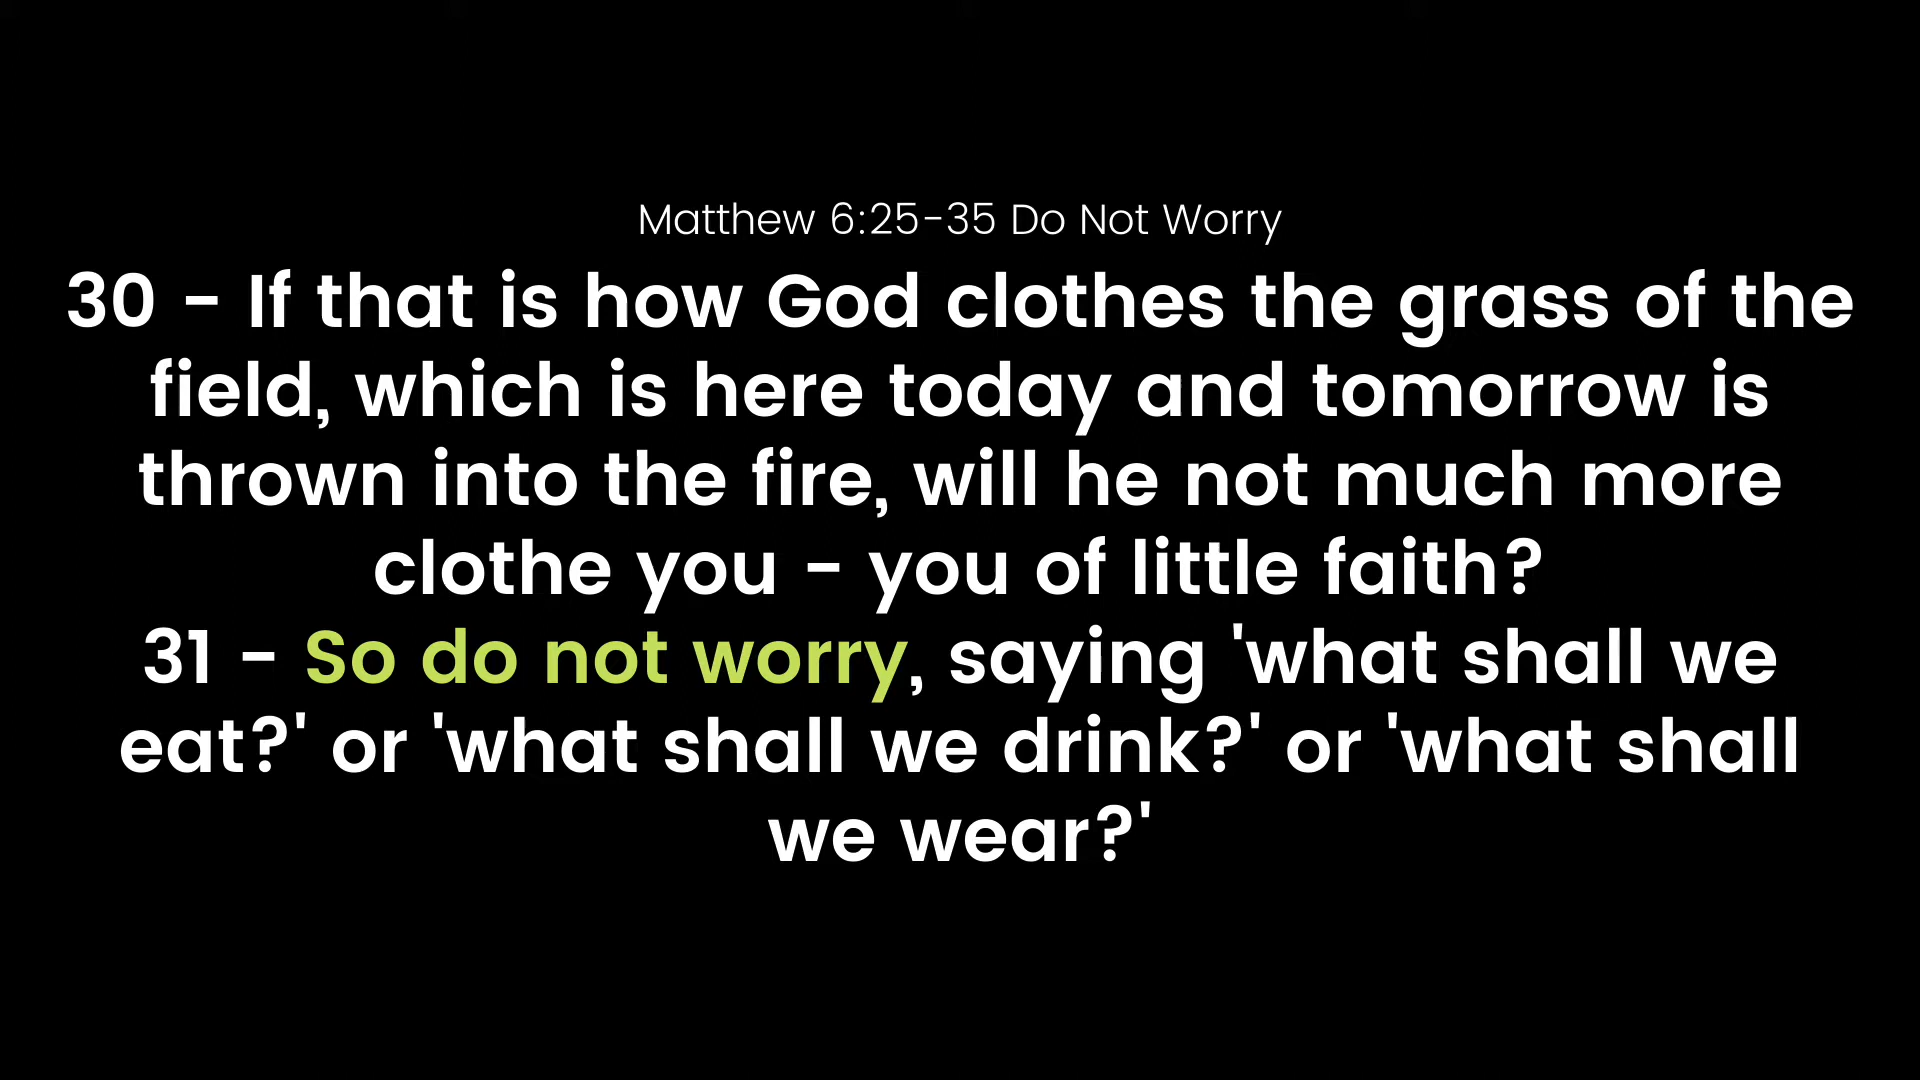 Matthew 6:25-35 Do Not Worry
30 - If that is how God clothes the grass of the
field, which is here today and tomorrow is
thrown into the fire, will he not much more
clothe you - you of little faith?
31 - So do not worry, saying 'what shall we
eat?' or 'what shall we drink?' or 'what shall
we wear?'